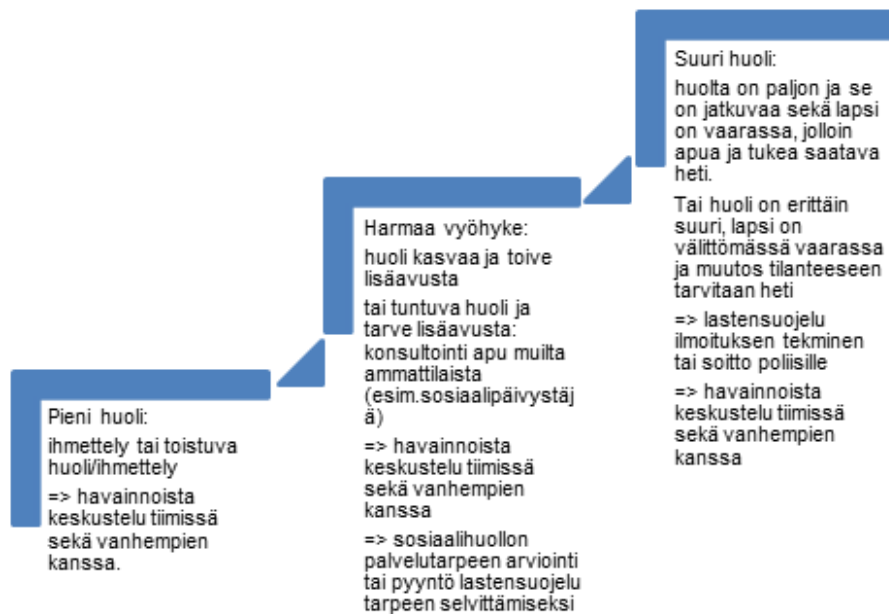 Pieni huoli:
ihmettely tai toistuva
huoli/ihmettely
=> havainnoista
keskustelu tiimissä
sekä vanhempien
kanssa.
Harmaa vyöhyke:
huoli kasvaa ja toive
lisäavusta
tai tuntuva huoli ja
tarve lisäavusta:
konsultointi apu muilta
ammattilaista
(esim.sosiaalipäivystäj
ä)
=> havainnoista
keskustelu tiimissä
sekä vanhempien
kanssa
=> sosiaalihuollon
palvelutarpeen arviointi
tai pyyntö lastensuojelu
tarpeen selvittämiseksi
Suuri huoli:
huolta on paljon ja se
on jatkuvaa sekä lapsi
on vaarassa, jolloin
apua ja tukea saatava
heti.
Tai huoli on erittäin
suuri, lapsi on
välittömässä vaarassa
ja muutos tilanteeseen
tarvitaan heti
=> lastensuojelu
ilmoituksen tekminen
tai soitto poliisille
=> havainnoista
keskustelu tiimissä
sekä vanhempien
kanssa